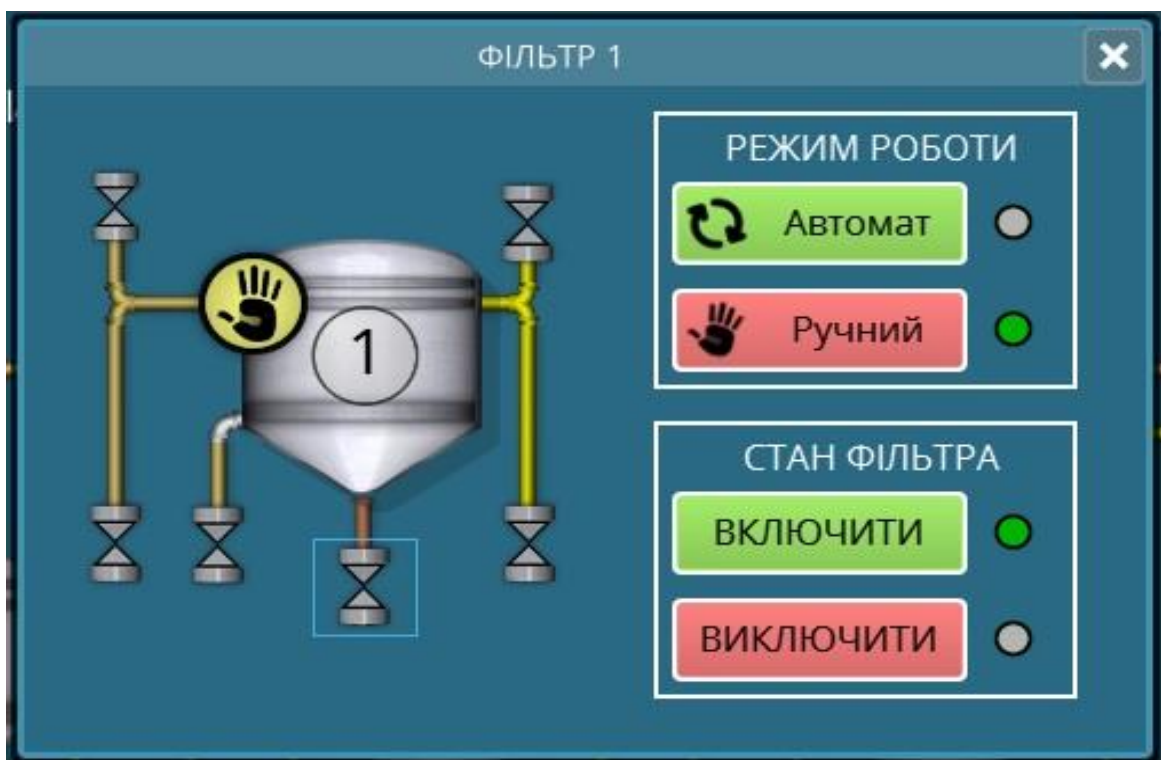 ФІЛЬТР 1
РЕЖИМ РОБОТИ
Автомат
Ручний
1
СТАН ФІЛЬТРА
ВКЛЮЧИТИ
ВИКЛЮЧИТИ